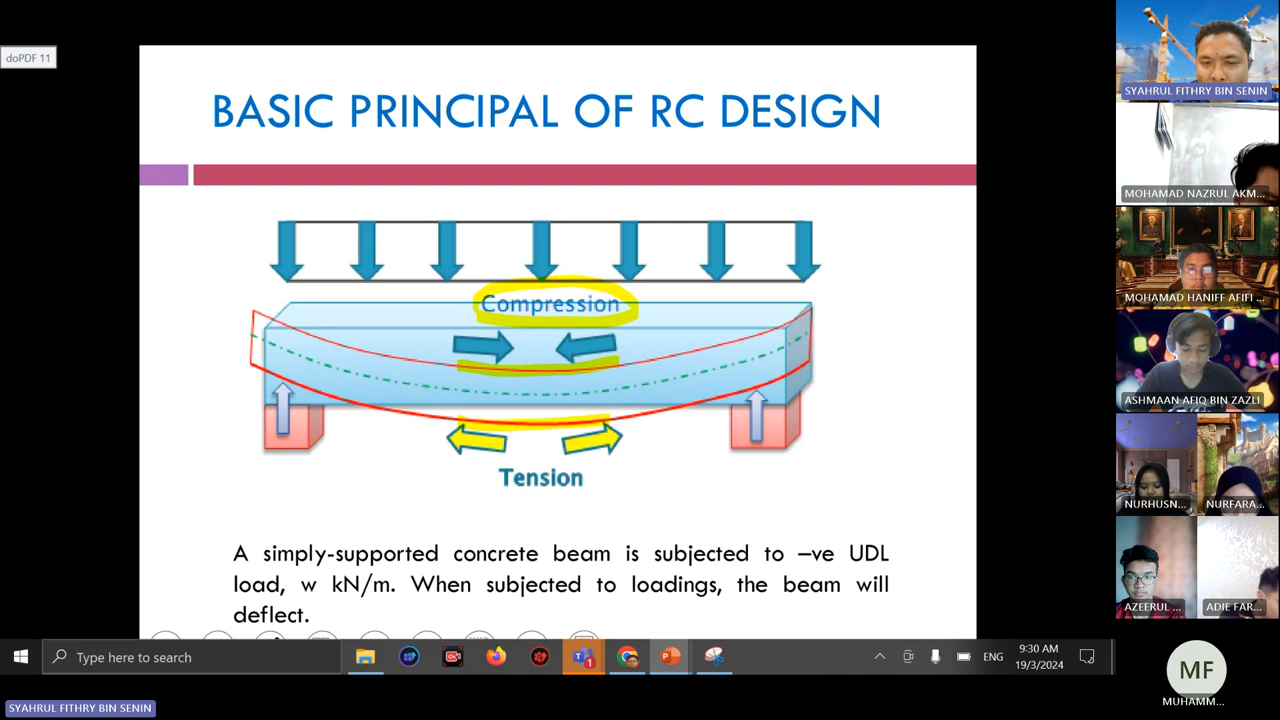 doPDF 11
BASIC PRINCIPAL OF RC DESIGN
Compression
Tension
A simply-supported concrete beam is subjected to –ve UDL
load, w kN/m. When subjected to loadings, the beam will
deflect.
SYAHRUL FITHRY BIN SENIN
MOHAMAD NAZRUL AKM...
MOHAMAD HANIFF AFIFI ...
ASHMAAN AFIQ BIN ZAZLI
NURHUSN...
NURFARA...
AZEERUL ...
ADIE FAR...
MF
MUHAMM...
Type here to search
1
ENG
9:30 AM
19/3/2024
SYAHRUL FITHRY BIN SENIN